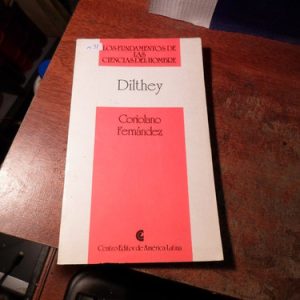 LOS FUNDAMENTOS DE
LAS
CIENCIAS DEL HOMBRE
Dilthey
Coriolano
Fernández
Centro Editor de América Latina